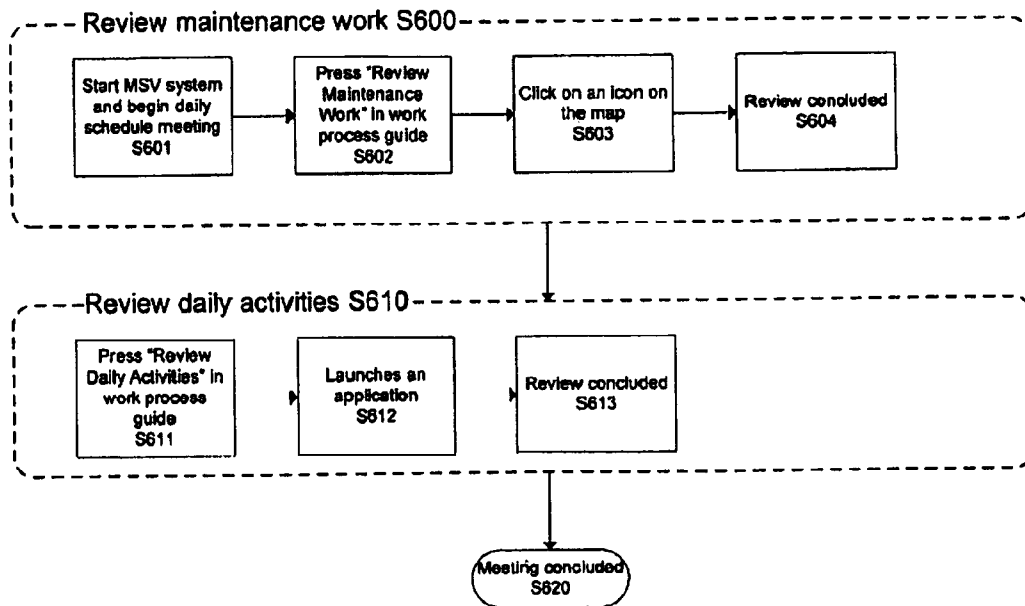 Review maintenance work S600
Start MSV system
and begin daily
schedule meeting
S601
Press "Review
Maintenance
Work" in work
process guide
S602
Click on an icon on
the map
S603
Review concluded
S604
Review daily activities S610
Press "Review
Daily Activities" in
work process
guide
S611
Launches an
application
S612
Review concluded
S613
Meeting concluded
S620